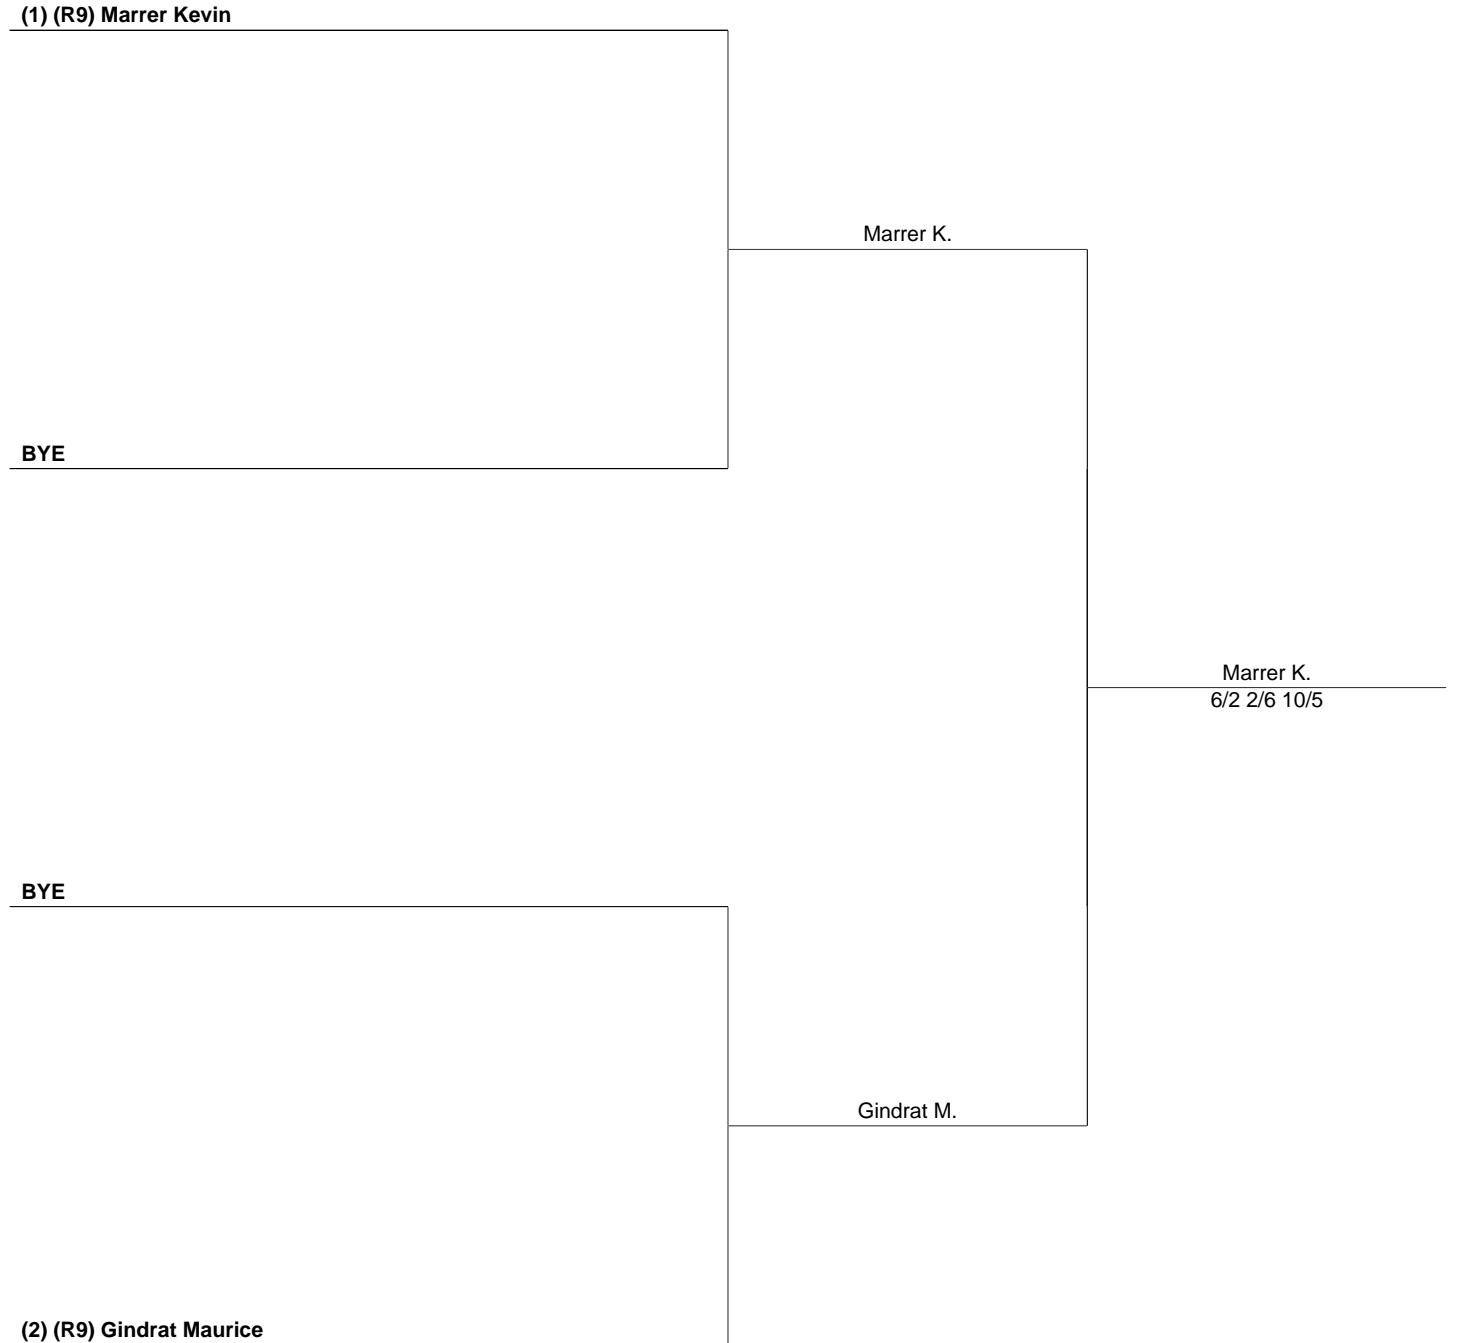 (1) (R9) Marrer Kevin
Marrer K.
BYE
Marrer K.
6/2 2/6 10/5
BYE
Gindrat M.
(2) (R9) Gindrat Maurice